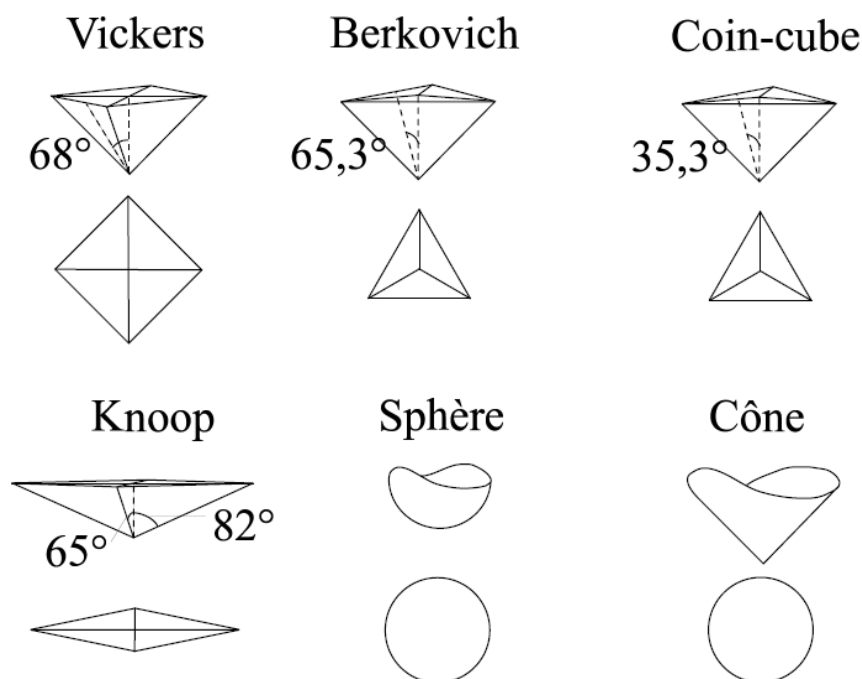 Vickers
Berkovich
Coin-cube
68°
65,3°
35,3°
Knoop
Sphère
Cône
65°
82°